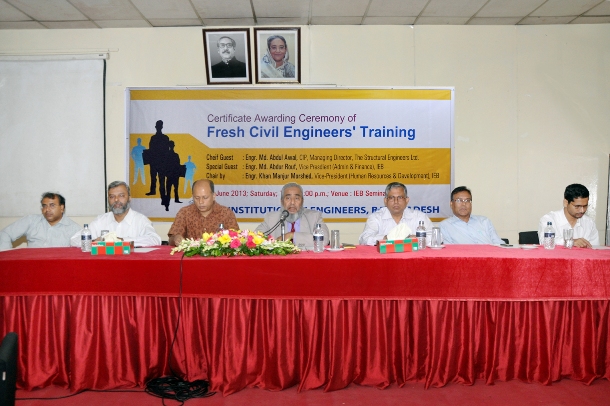 Certificate Awarding Ceremony of
Fresh Civil Engineers' Training
Cheif Guest : Engr. Md. Abdul Awal, CIP, Managing Director, The Structural Engineers Ltd.
Special Guest : Engr. Md. Abdur Rouf, Vice President (Admin & Finance), IEB
Chair by : Engr. Khan Manjur Morshed, Vice-President (Human Resources & Development), IEB
June 2013; Saturday; p.m.; Venue : IEB Semina
INSTITUTION ENGINEERS, B DESH